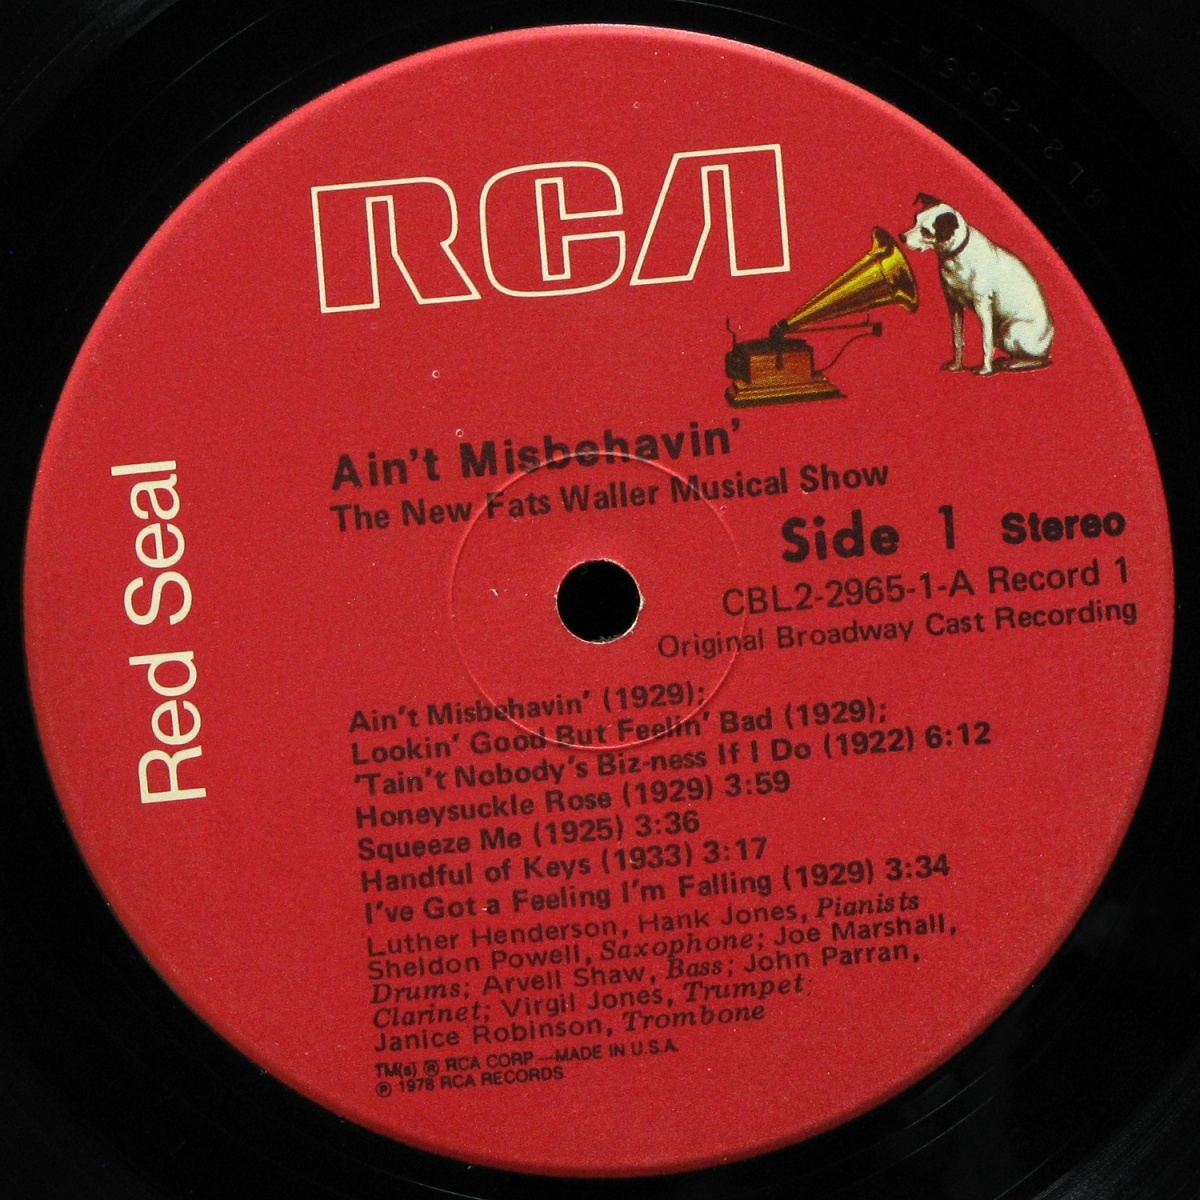 RCA
Red Seal
Ain't Misbehavin'
The New Fats Waller Musical Show
Side 1 Stereo
CBL2-2965-1-A Record 1
Original Broadway Cast Recording
Ain't Misbehavin' (1929);
Lookin' Good But Feelin' Bad (1929);
'Tain't Nobody's Biz-ness If I Do (1922) 6:12
Honeysuckle Rose (1929) 3:59
Squeeze Me (1925) 3:36
Handful of Keys (1933) 3:17
I've Got a Feeling I'm Falling (1929) 3:34
Luther Henderson, Hank Jones, Pianists
Sheldon Powell, Saxophone; Joe Marshall,
Drums; Arvell Shaw, Bass; John Parran,
Clarinet; Virgil Jones, Trumpet;
Janice Robinson, Trombone
TM(s) ® RCA CORP.—MADE IN U.S.A.
℗ 1978 RCA RECORDS